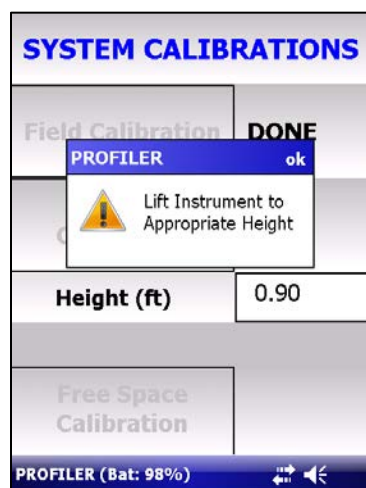 SYSTEM CALIBRATIONS
Field Calibration DONE
PROFILER ok
Lift Instrument to
Appropriate Height
Height (ft) 0.90
Free Space
Calibration
PROFILER (Bat: 98%)